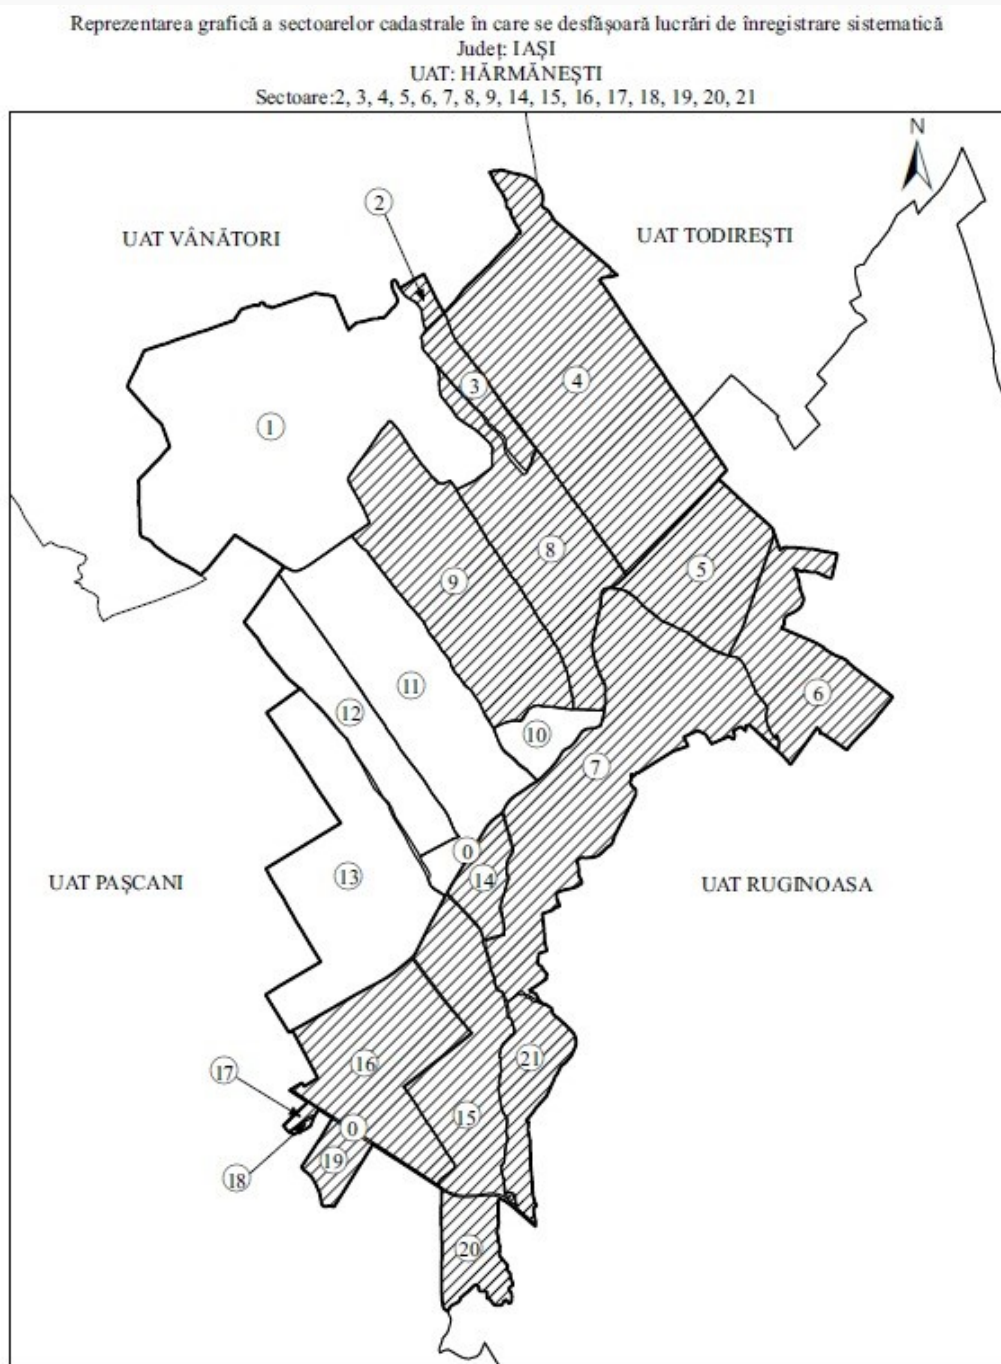 Reprezentarea grafică a sectoarelor cadastrale în care se desfășoară lucrări de înregistrare sistematică
Județ: IAȘI
UAT: HĂRMĂNEȘTI
Sectoare:2, 3, 4, 5, 6, 7, 8, 9, 14, 15, 16, 17, 18, 19, 20, 21
N
2
UAT VÂNĂTORI
UAT TODIREȘTI
3
4
1
8
5
9
11
6
12
10
7
0
13
14
UAT PAȘCANI
UAT RUGINOASA
21
16
17
15
0
19
18
20